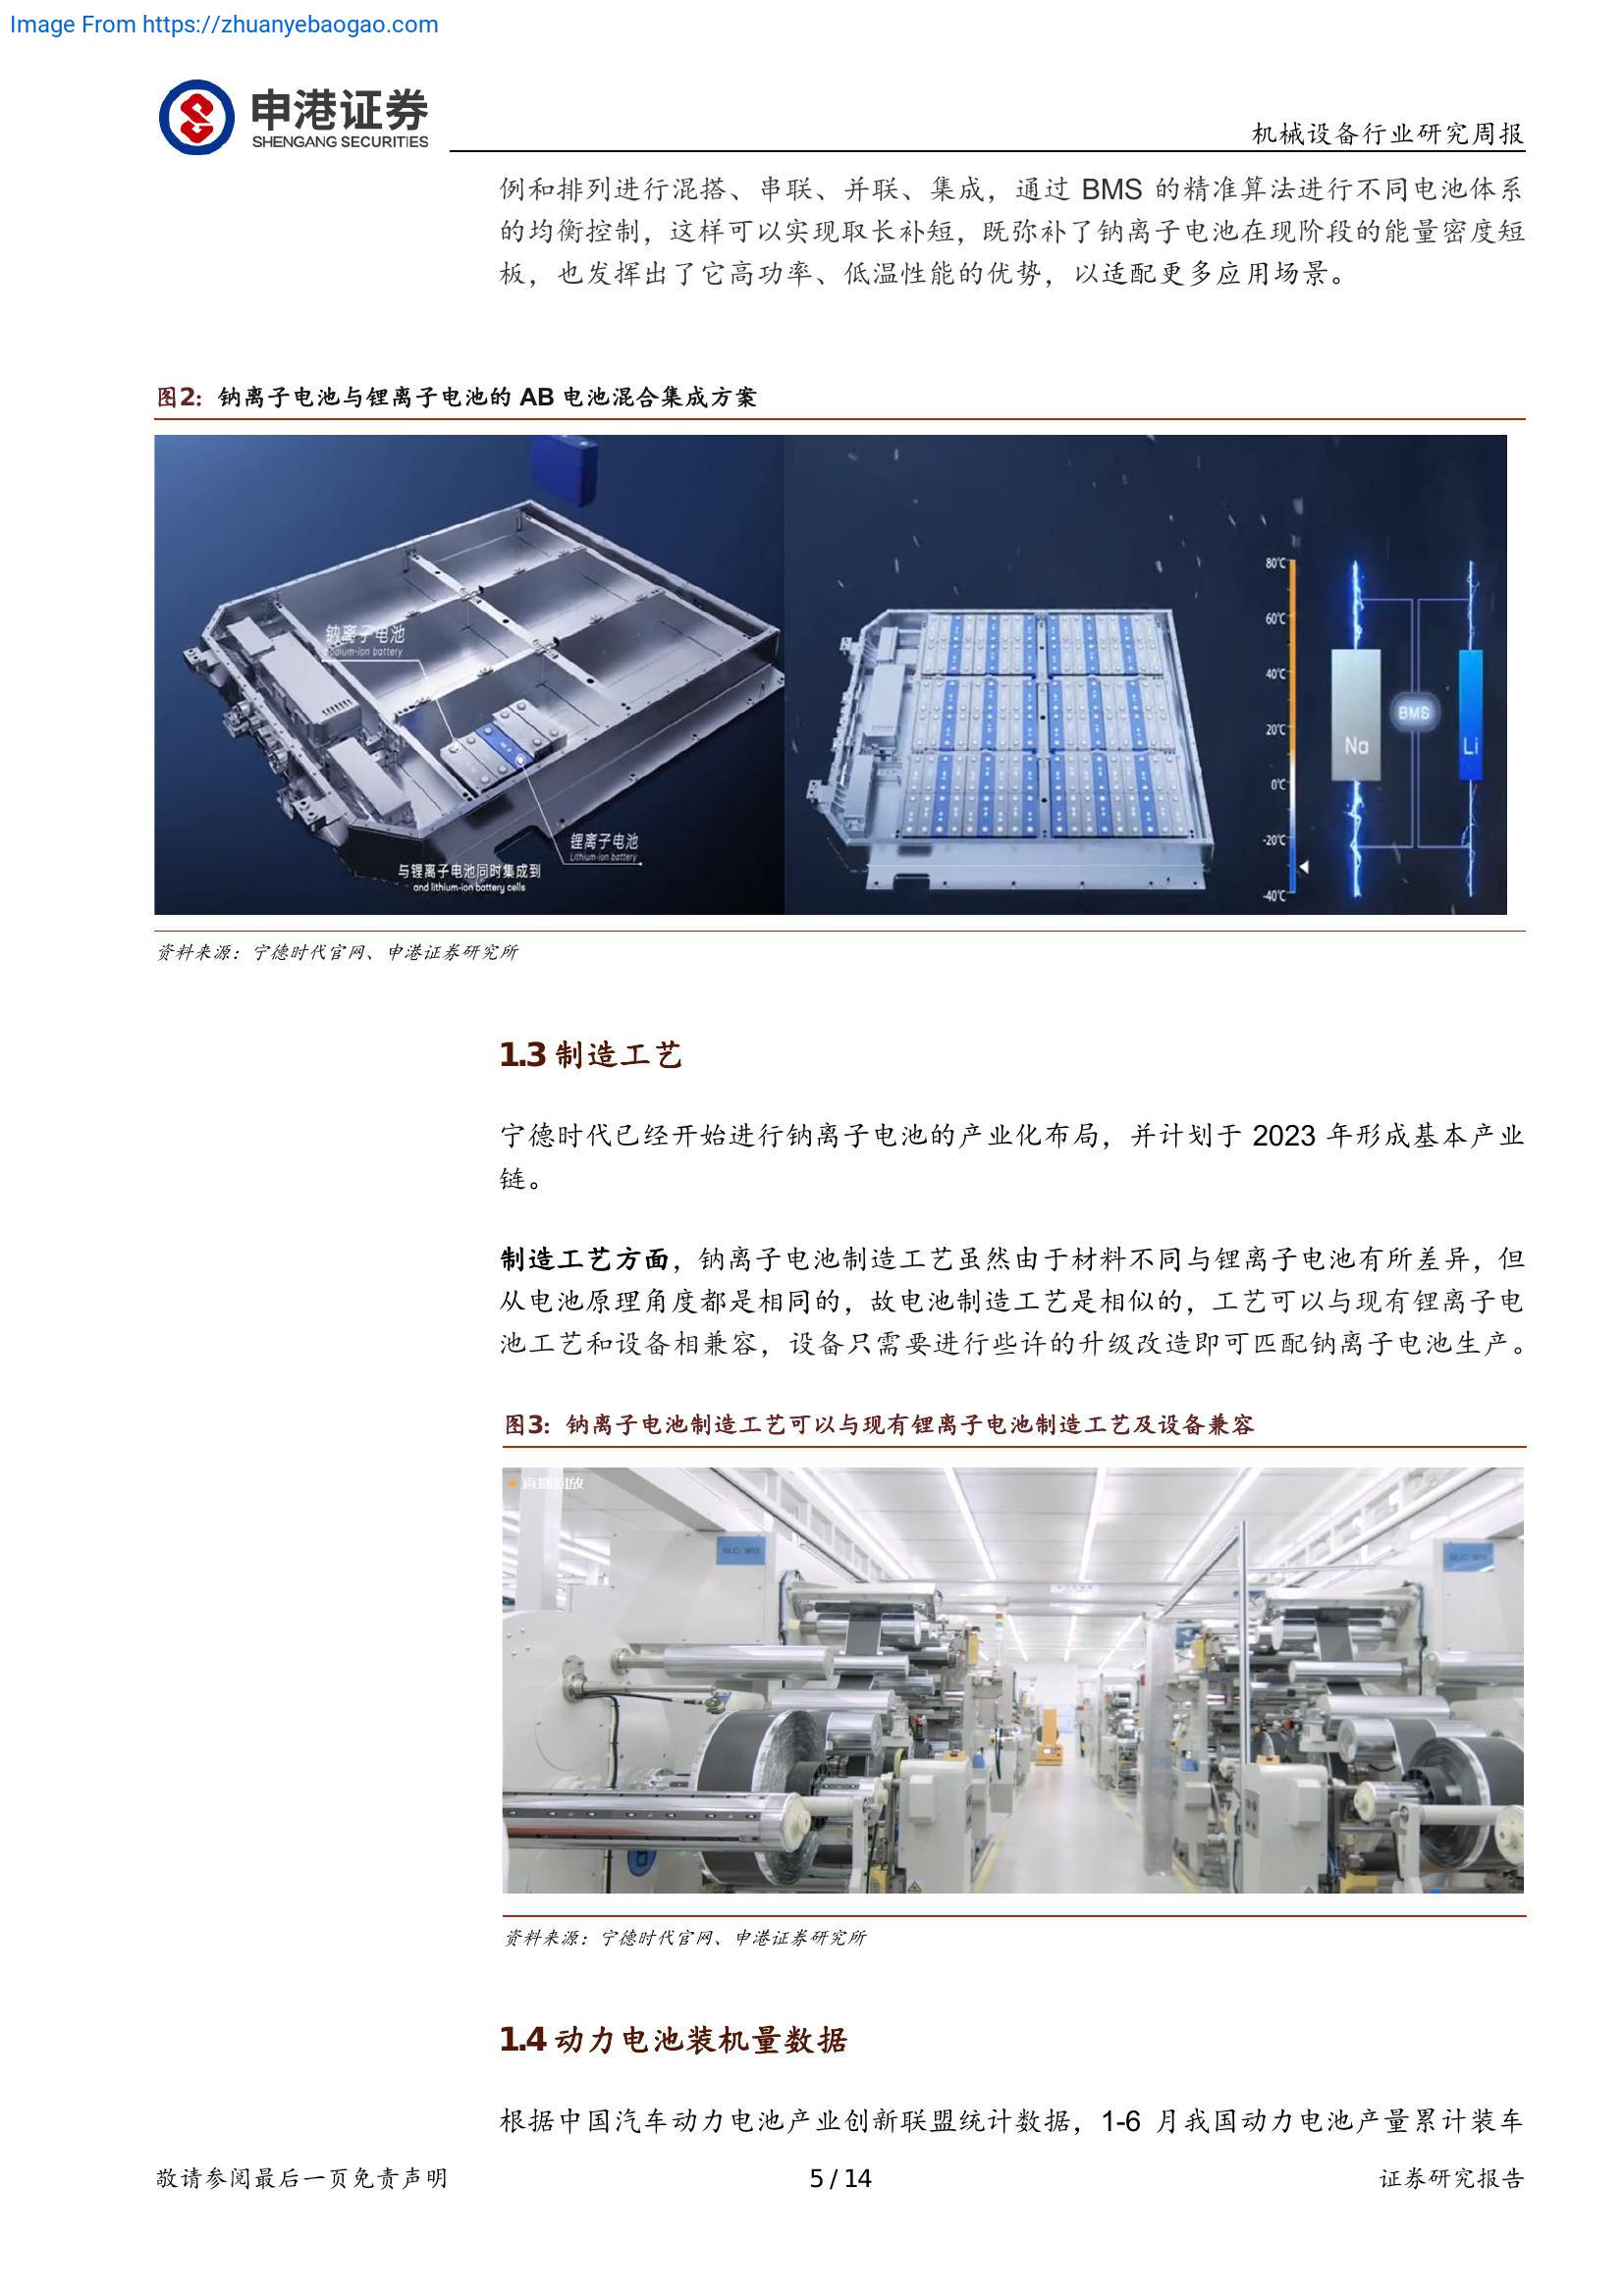 Image From https://zhuanyebaogao.com
申港证券
SHENGANG SECURITIES
机械设备行业研究周报
例和排列进行混搭、串联、并联、集成，通过 BMS 的精准算法进行不同电池体系
的均衡控制，这样可以实现取长补短，既弥补了钠离子电池在现阶段的能量密度短
板，也发挥出了它高功率、低温性能的优势，以适配更多应用场景。
图2：钠离子电池与锂离子电池的 AB 电池混合集成方案
钠离子电池
Sodium-ion battery
锂离子电池
Lithium-ion battery
与锂离子电池同时集成到
and lithium-ion battery cells
80℃
60℃
40℃
20℃
0℃
-20℃
-40℃
Na
BMS
Li
资料来源：宁德时代官网、申港证券研究所
1.3 制造工艺
宁德时代已经开始进行钠离子电池的产业化布局，并计划于 2023 年形成基本产业
链。
制造工艺方面，钠离子电池制造工艺虽然由于材料不同与锂离子电池有所差异，但
从电池原理角度都是相同的，故电池制造工艺是相似的，工艺可以与现有锂离子电
池工艺和设备相兼容，设备只需要进行些许的升级改造即可匹配钠离子电池生产。
图3：钠离子电池制造工艺可以与现有锂离子电池制造工艺及设备兼容
直播回放
资料来源：宁德时代官网、申港证券研究所
1.4 动力电池装机量数据
根据中国汽车动力电池产业创新联盟统计数据，1-6 月我国动力电池产量累计装车
敬请参阅最后一页免责声明
5 / 14
证券研究报告